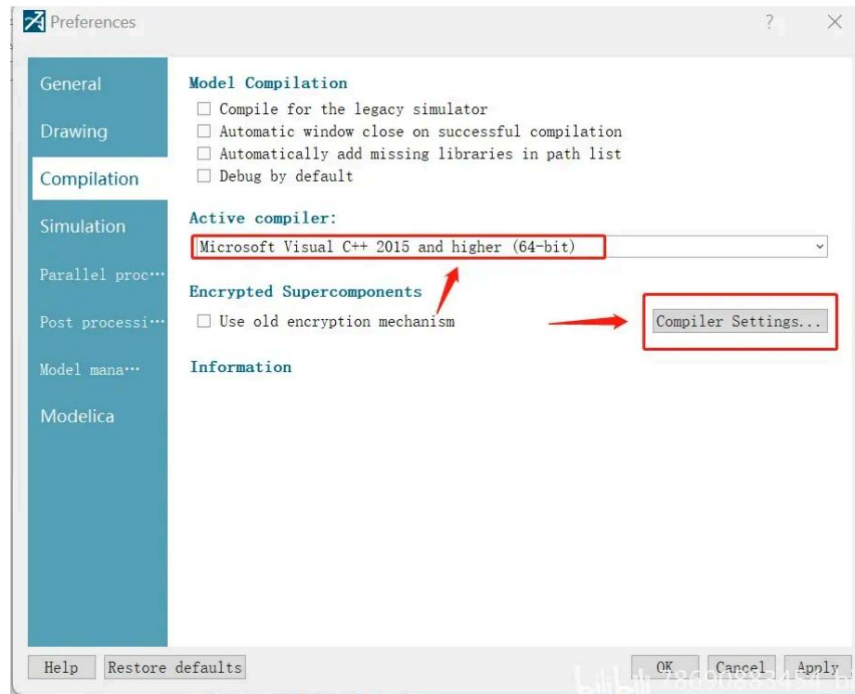 Preferences
General
Drawing
Compilation
Simulation
Parallel proc…
Post processi…
Model mana…
Modelica
Model Compilation
Compile for the legacy simulator
Automatic window close on successful compilation
Automatically add missing libraries in path list
Debug by default
Active compiler:
Microsoft Visual C++ 2015 and higher (64-bit)
Encrypted Supercomponents
Use old encryption mechanism
Compiler Settings...
Information
Help Restore defaults OK Cancel Apply
bilibili